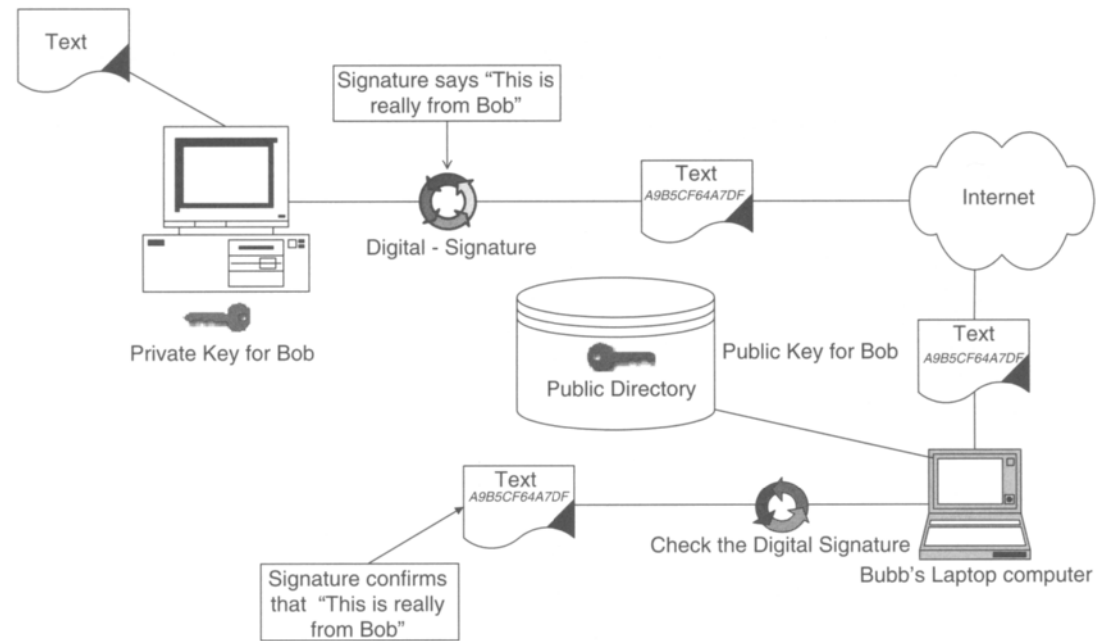 Text
Signature says “This is
really from Bob”
Text
A9B5CF64A7DF
Internet
Digital - Signature
Private Key for Bob
Public Key for Bob
Public Directory
Text
A9B5CF64A7DF
Text
A9B5CF64A7DF
Check the Digital Signature
Bubb's Laptop computer
Signature confirms
that “This is really
from Bob”